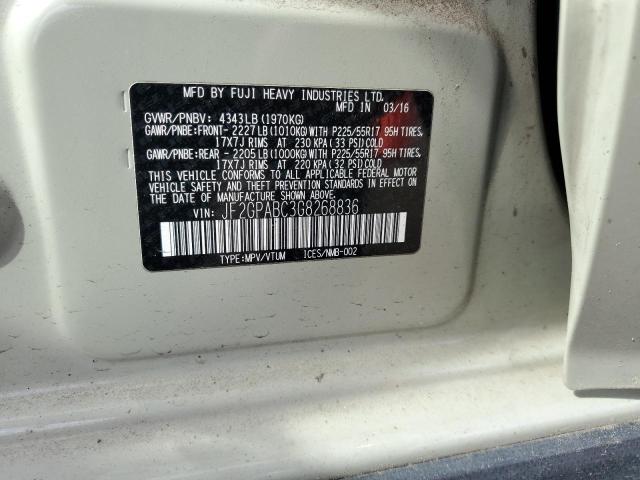 MFD BY FUJI HEAVY INDUSTRIES LTD.
MFD IN 03/16
GVWR/PNBV: 4343LB(1970KG)
GAWR/PNBE:FRONT-2227LB(1010KG)WITH P225/55R17 95H TIRES,
17X7J RIMS AT 230 KPA(33 PSI)COLD
GAWR/PNBE:REAR -2205LB(1000KG)WITH P225/55R17 95H TIRES,
17X7J RIMS AT 220 KPA(32 PSI)COLD
THIS VEHICLE CONFORMS TO ALL APPLICABLE FEDERAL MOTOR
VEHICLE SAFETY AND BUMPER STANDARDS IN EFFECT ON THE
DATE OF MANUFACTURE SHOWN ABOVE.
VIN: JF2GPABC3G8268836
TYPE:MPV/VTUM ICES/NMB-002